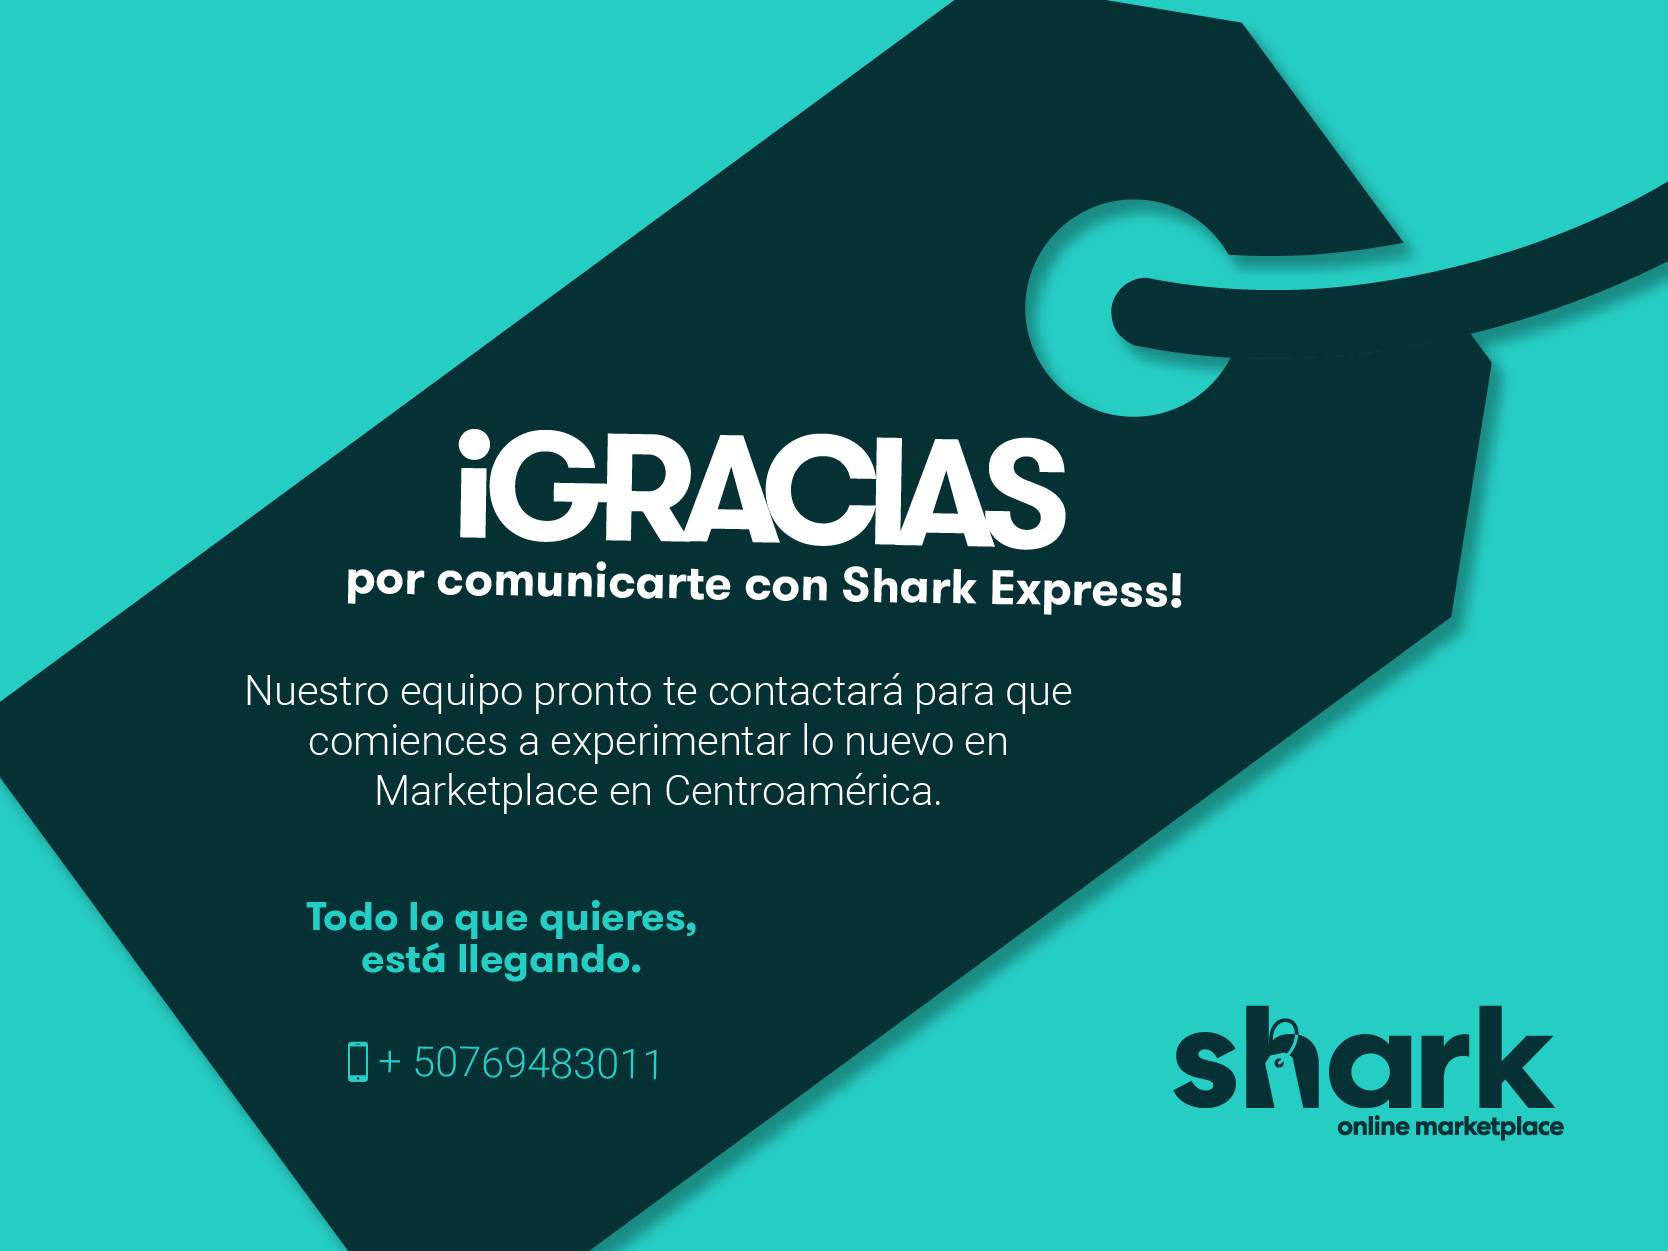 ¡GRACIAS
por comunicarte con Shark Express!
Nuestro equipo pronto te contactará para que
comiences a experimentar lo nuevo en
Marketplace en Centroamérica.
Todo lo que quieres,
está llegando.
+ 50769483011
shark
online marketplace